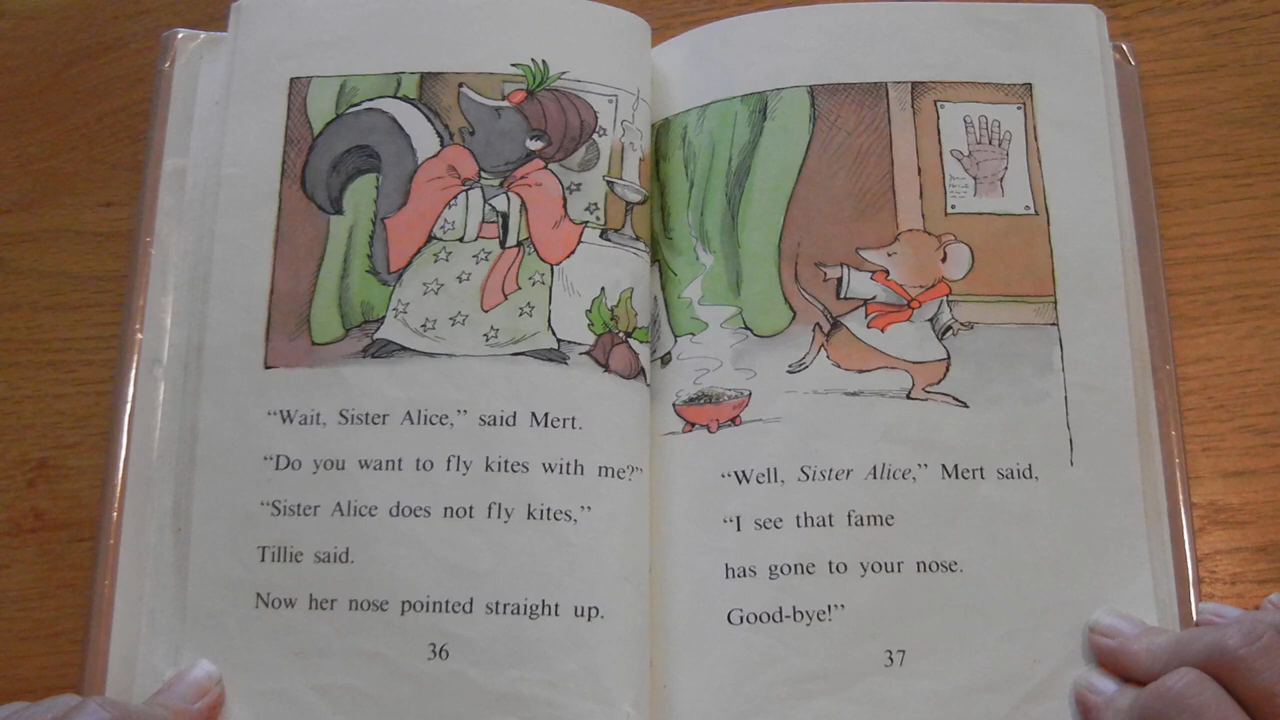 “Wait, Sister Alice,” said Mert.
“Do you want to fly kites with me?”
“Sister Alice does not fly kites,”
Tillie said.
Now her nose pointed straight up.
36
“Well, Sister Alice,” Mert said,
“I see that fame
has gone to your nose.
Good-bye!”
37